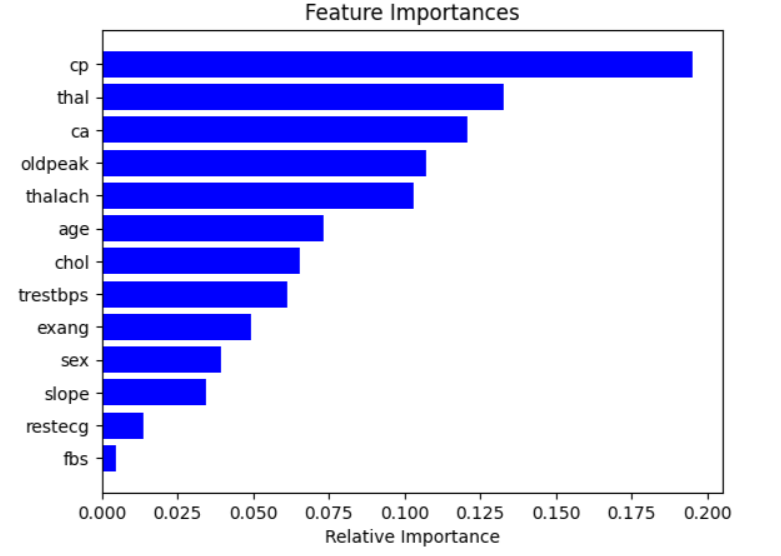 Feature Importances
cp
thal
ca
oldpeak
thalach
age
chol
trestbps
exang
sex
slope
restecg
fbs
0.000 0.025 0.050 0.075 0.100 0.125 0.150 0.175 0.200
Relative Importance